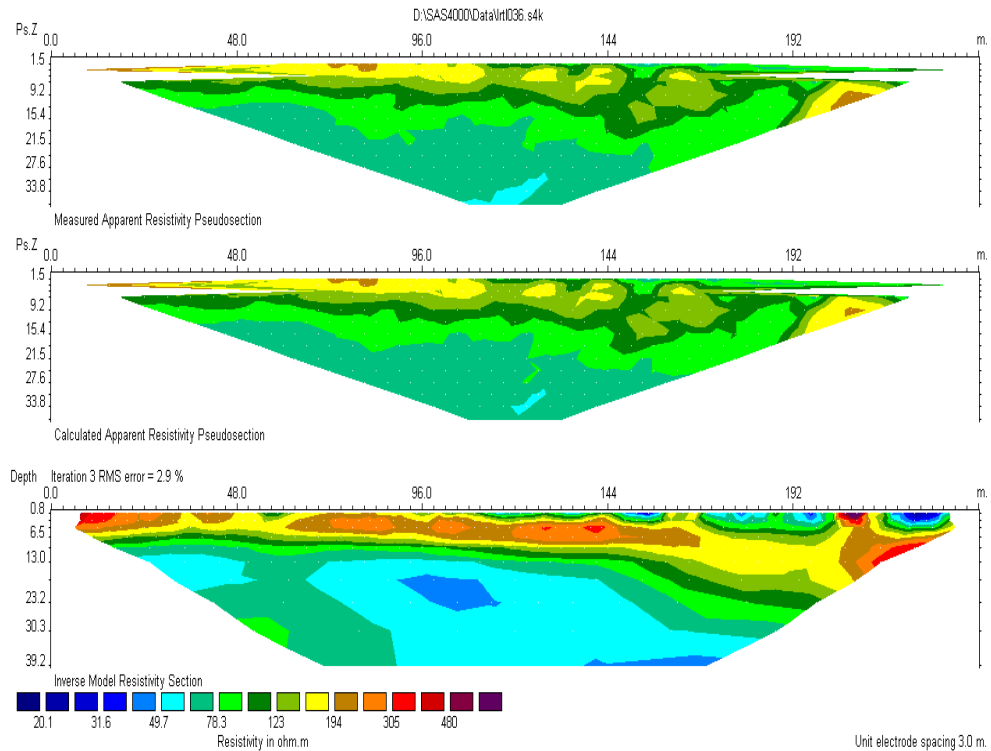 D:\SAS4000\Data\lrtl036.s4k
Ps.Z
0.0 48.0 96.0 144 192 m.
1.5
9.2
15.4
21.5
27.6
33.8
Measured Apparent Resistivity Pseudosection
Ps.Z
0.0 48.0 96.0 144 192 m.
1.5
9.2
15.4
21.5
27.6
33.8
Calculated Apparent Resistivity Pseudosection
Depth Iteration 3 RMS error = 2.9 %
0.0 48.0 96.0 144 192 m.
0.8
6.5
13.0
23.2
30.3
39.2
Inverse Model Resistivity Section
20.1 31.6 49.7 78.3 123 194 305 480
Resistivity in ohm.m
Unit electrode spacing 3.0 m.